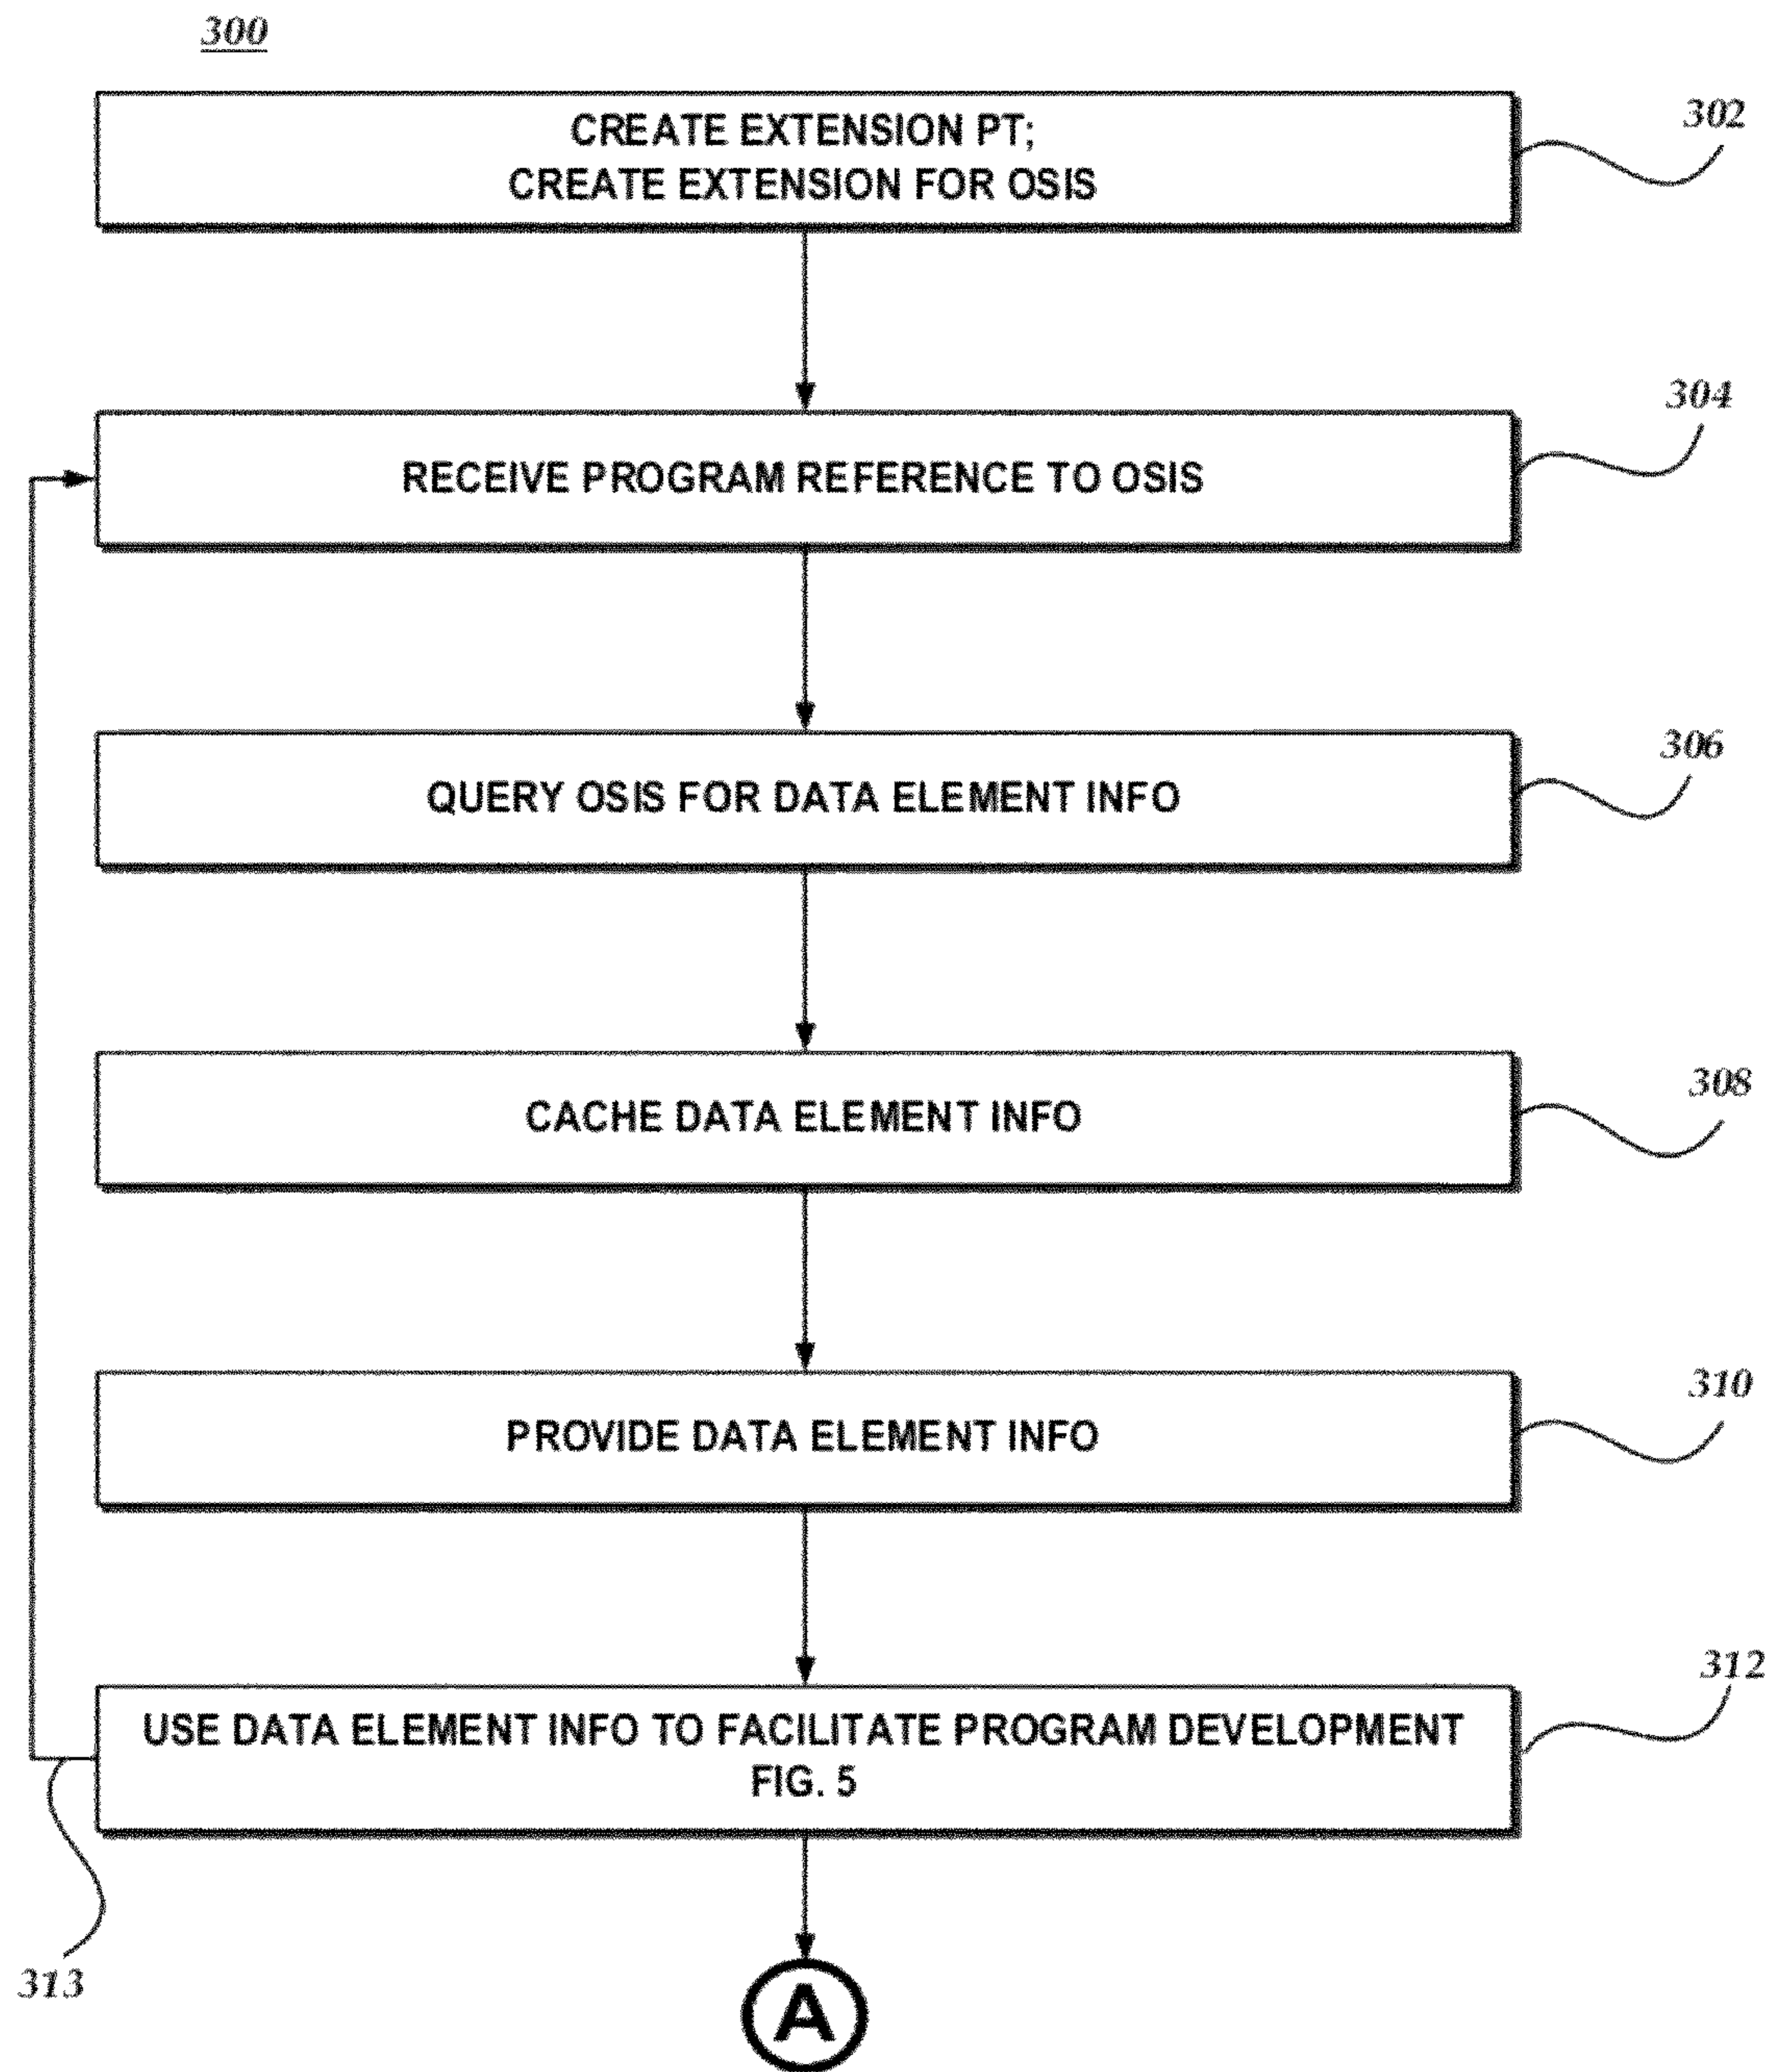 300
CREATE EXTENSION PT;
CREATE EXTENSION FOR OSIS
302
RECEIVE PROGRAM REFERENCE TO OSIS
304
QUERY OSIS FOR DATA ELEMENT INFO
306
CACHE DATA ELEMENT INFO
308
PROVIDE DATA ELEMENT INFO
310
USE DATA ELEMENT INFO TO FACILITATE PROGRAM DEVELOPMENT
FIG. 5
312
313
A